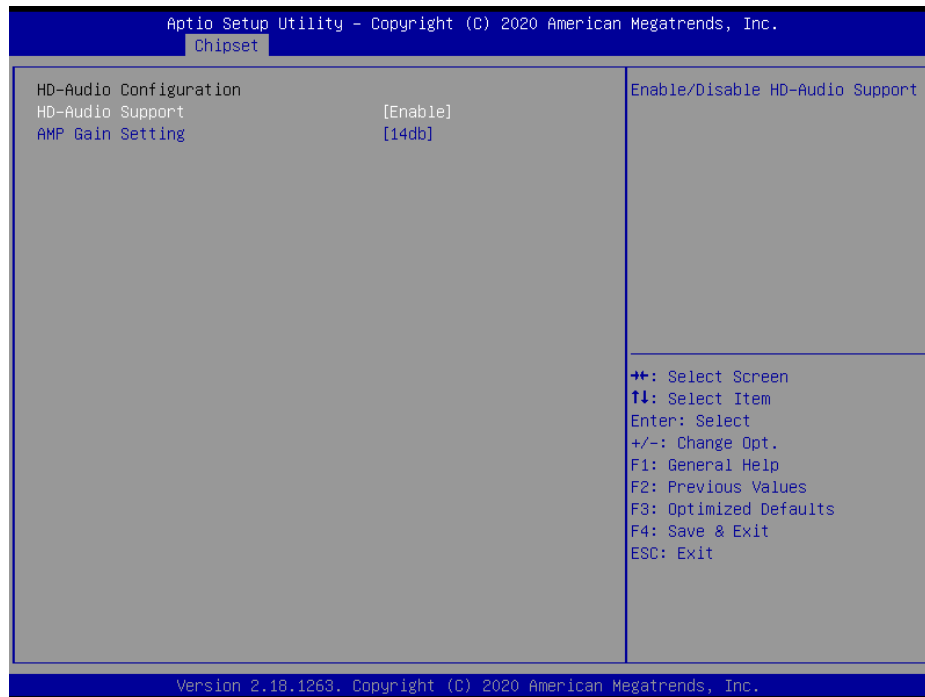 Aptio Setup Utility – Copyright (C) 2020 American Megatrends, Inc.
Chipset
HD-Audio Configuration
HD-Audio Support [Enable]
AMP Gain Setting [14db]
Enable/Disable HD-Audio Support
→←: Select Screen
↑↓: Select Item
Enter: Select
+/-: Change Opt.
F1: General Help
F2: Previous Values
F3: Optimized Defaults
F4: Save & Exit
ESC: Exit
Version 2.18.1263. Copyright (C) 2020 American Megatrends, Inc.